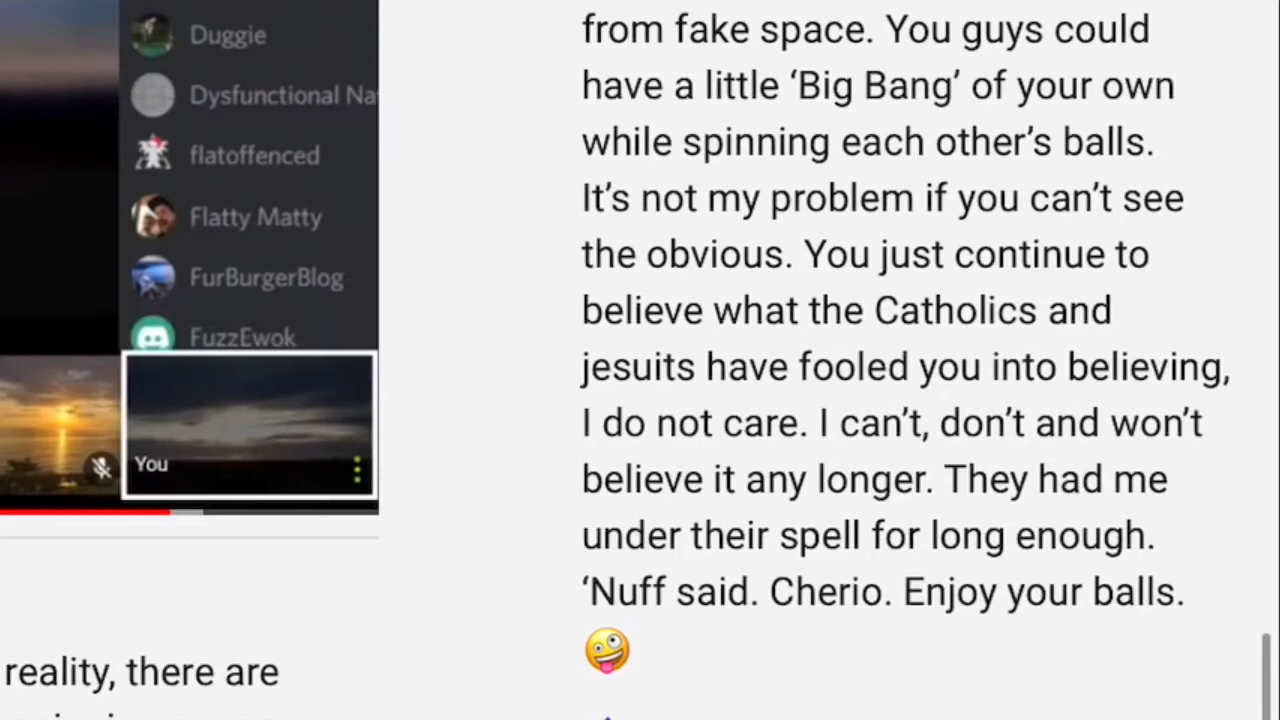 Duggie
Dysfunctional Na
flatoffenced
Flatty Matty
FurBurgerBlog
FuzzEwok
You
reality, there are
from fake space. You guys could
have a little ‘Big Bang’ of your own
while spinning each other’s balls.
It’s not my problem if you can’t see
the obvious. You just continue to
believe what the Catholics and
jesuits have fooled you into believing,
I do not care. I can’t, don’t and won’t
believe it any longer. They had me
under their spell for long enough.
‘Nuff said. Cherio. Enjoy your balls.
🤪